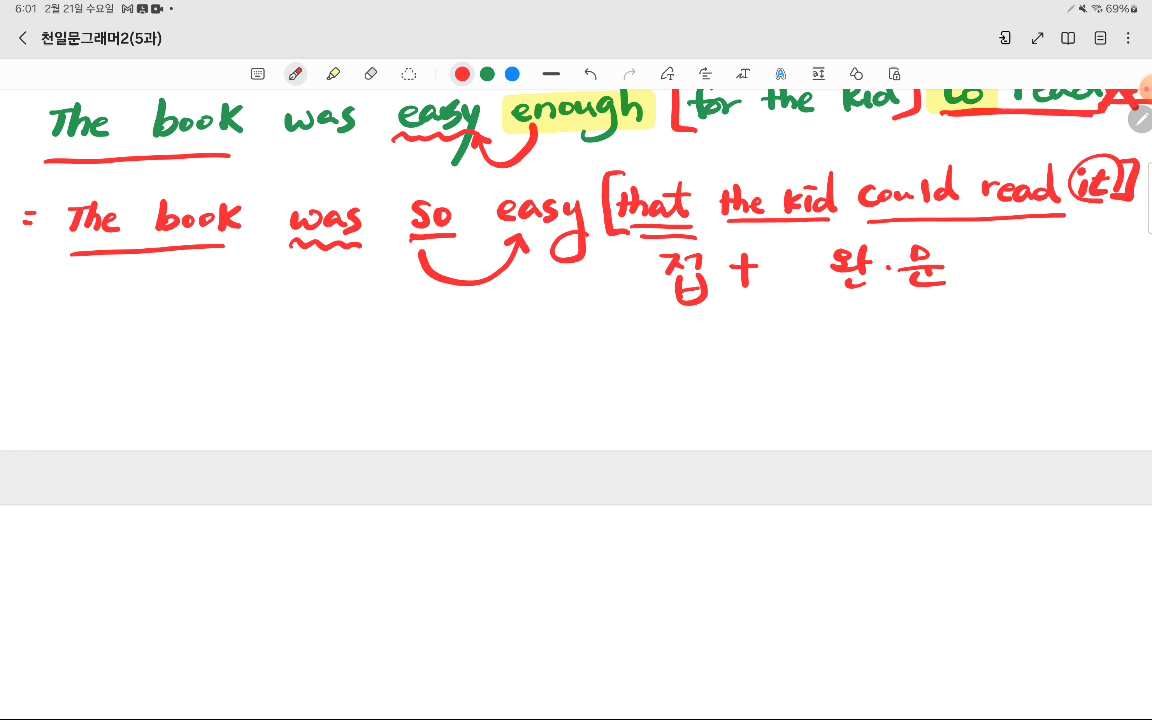 6:01 2월 21일 수요일 69%
천일문그래머2(5과)
The book was easy enough [for the kid] to read
= The book was so easy [that the kid could read it]
접 + 완.문